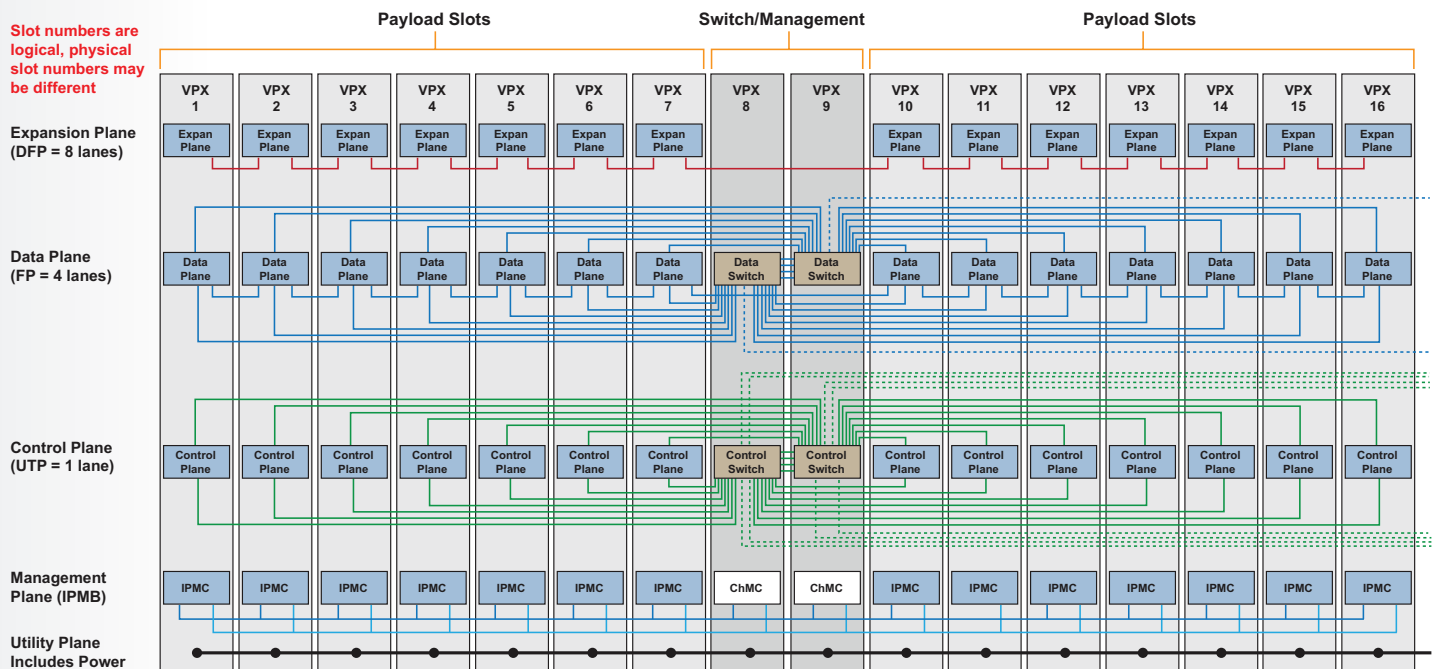 Payload Slots
Switch/Management
Payload Slots
Slot numbers are
logical, physical
slot numbers may
be different
VPX
1
VPX
2
VPX
3
VPX
4
VPX
5
VPX
6
VPX
7
VPX
8
VPX
9
VPX
10
VPX
11
VPX
12
VPX
13
VPX
14
VPX
15
VPX
16
Expansion Plane
(DFP = 8 lanes)
Expan
Plane
Expan
Plane
Expan
Plane
Expan
Plane
Expan
Plane
Expan
Plane
Expan
Plane
Expan
Plane
Expan
Plane
Expan
Plane
Expan
Plane
Expan
Plane
Expan
Plane
Expan
Plane
Data Plane
(FP = 4 lanes)
Data
Plane
Data
Plane
Data
Plane
Data
Plane
Data
Plane
Data
Plane
Data
Plane
Data
Switch
Data
Switch
Data
Plane
Data
Plane
Data
Plane
Data
Plane
Data
Plane
Data
Plane
Data
Plane
Control Plane
(UTP = 1 lane)
Control
Plane
Control
Plane
Control
Plane
Control
Plane
Control
Plane
Control
Plane
Control
Plane
Control
Switch
Control
Switch
Control
Plane
Control
Plane
Control
Plane
Control
Plane
Control
Plane
Control
Plane
Control
Plane
Management
Plane (IPMB)
IPMC
IPMC
IPMC
IPMC
IPMC
IPMC
IPMC
ChMC
ChMC
IPMC
IPMC
IPMC
IPMC
IPMC
IPMC
IPMC
Utility Plane
Includes Power